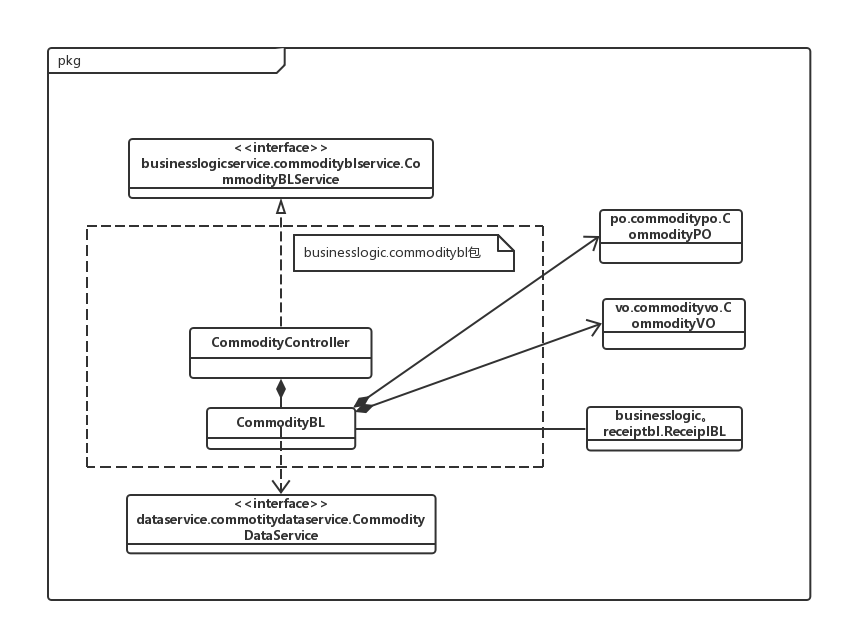 pkg
<<interface>>
businesslogicservice.commodityblservice.Co
mmodityBLService
businesslogic.commoditybl包
po.commoditypo.C
ommodityPO
vo.commodityvo.C
ommodityVO
CommodityController
CommodityBL
businesslogic。
receiptbl.ReceipIBL
<<interface>>
dataservice.commotitydataservice.Commodity
DataService